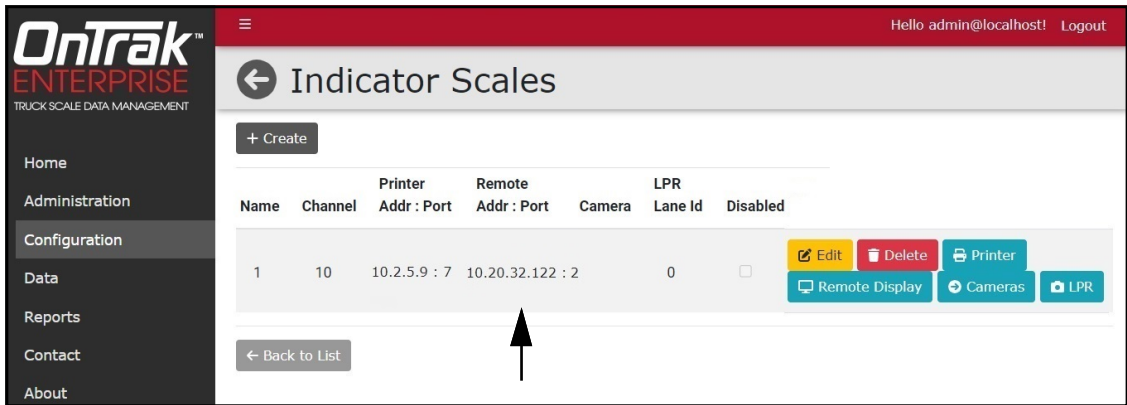 OnTrak™
ENTERPRISE
TRUCK SCALE DATA MANAGEMENT
Home
Administration
Configuration
Data
Reports
Contact
About
Hello admin@localhost! Logout
Indicator Scales
+ Create
Name Channel Printer Addr : Port Remote Addr : Port Camera LPR Lane Id Disabled
1 10 10.2.5.9 : 7 10.20.32.122 : 2 0
Edit Delete Printer
Remote Display Cameras LPR
← Back to List